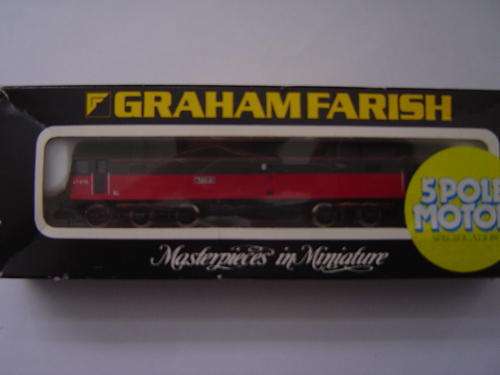 GRAHAM FARISH
5 POLE
MOTOR
Masterpieces in Miniature